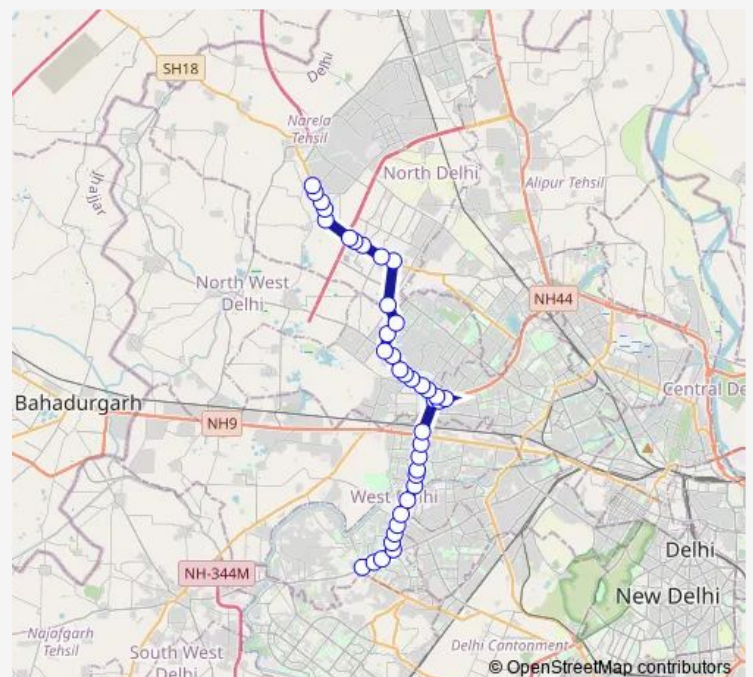 SH18
Delhi
Narela
Tehsil
North Delhi
Alipur Tehsil
Jhajjar
North West
Delhi
NH44
Central De
Bahadurgarh
NH9
West Delhi
Delhi
NH-344M
New Delhi
Najafgarh
Tehsil
South West
Delhi
Delhi Cantonment
© OpenStreetMap contributors